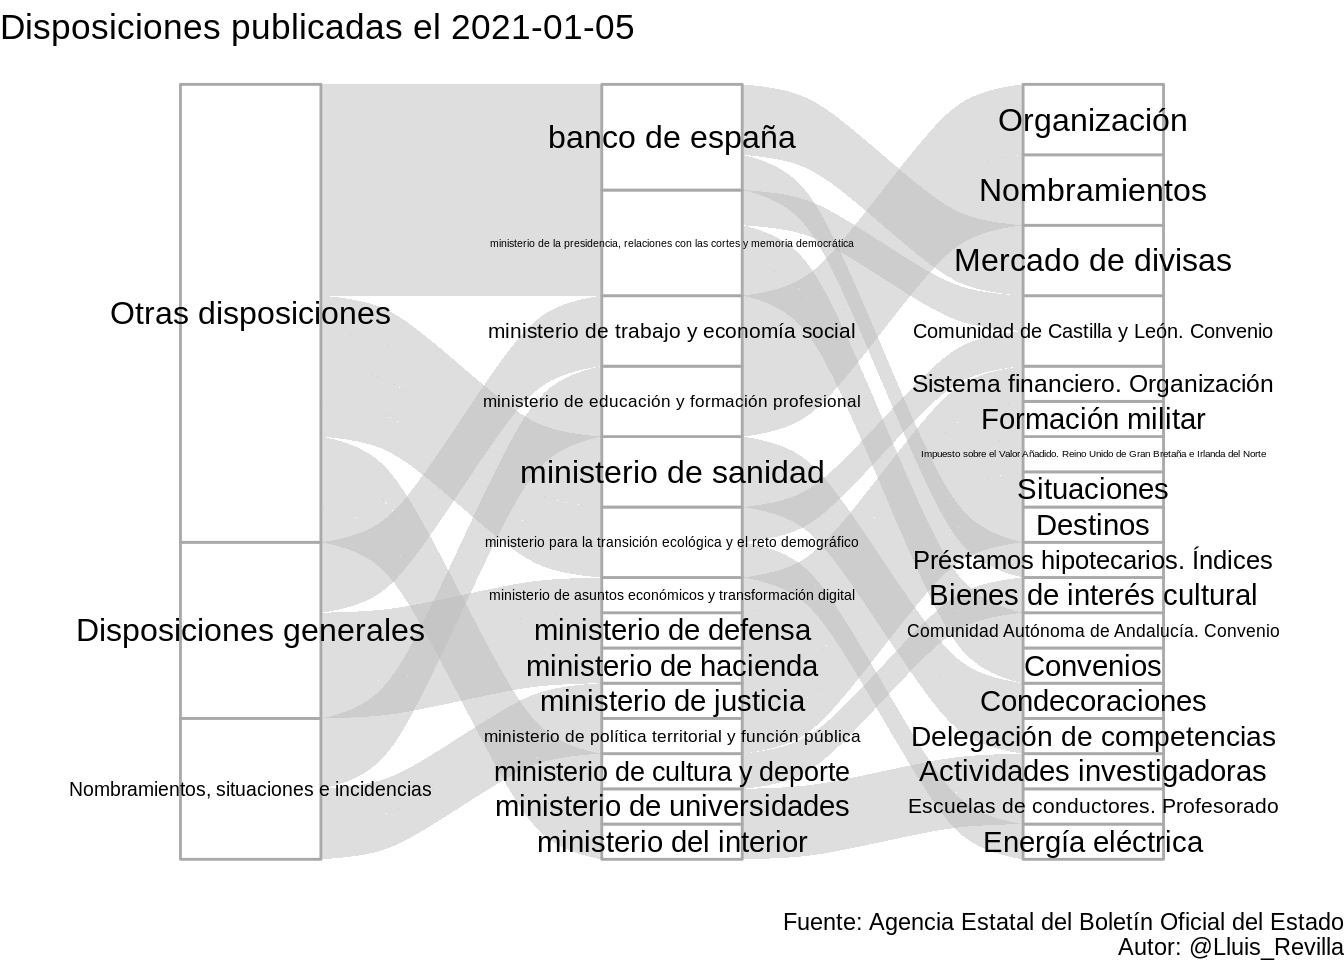 Disposiciones publicadas el 2021-01-05
Otras disposiciones
Disposiciones generales
Nombramientos, situaciones e incidencias
banco de españa
ministerio de la presidencia, relaciones con las cortes y memoria democrática
ministerio de trabajo y economía social
ministerio de educación y formación profesional
ministerio de sanidad
ministerio para la transición ecológica y el reto demográfico
ministerio de asuntos económicos y transformación digital
ministerio de defensa
ministerio de hacienda
ministerio de justicia
ministerio de política territorial y función pública
ministerio de cultura y deporte
ministerio de universidades
ministerio del interior
Organización
Nombramientos
Mercado de divisas
Comunidad de Castilla y León. Convenio
Sistema financiero. Organización
Formación militar
Impuesto sobre el Valor Añadido. Reino Unido de Gran Bretaña e Irlanda del Norte
Situaciones
Destinos
Préstamos hipotecarios. Índices
Bienes de interés cultural
Comunidad Autónoma de Andalucía. Convenio
Convenios
Condecoraciones
Delegación de competencias
Actividades investigadoras
Escuelas de conductores. Profesorado
Energía eléctrica
Fuente: Agencia Estatal del Boletín Oficial del Estado
Autor: @Lluis_Revilla